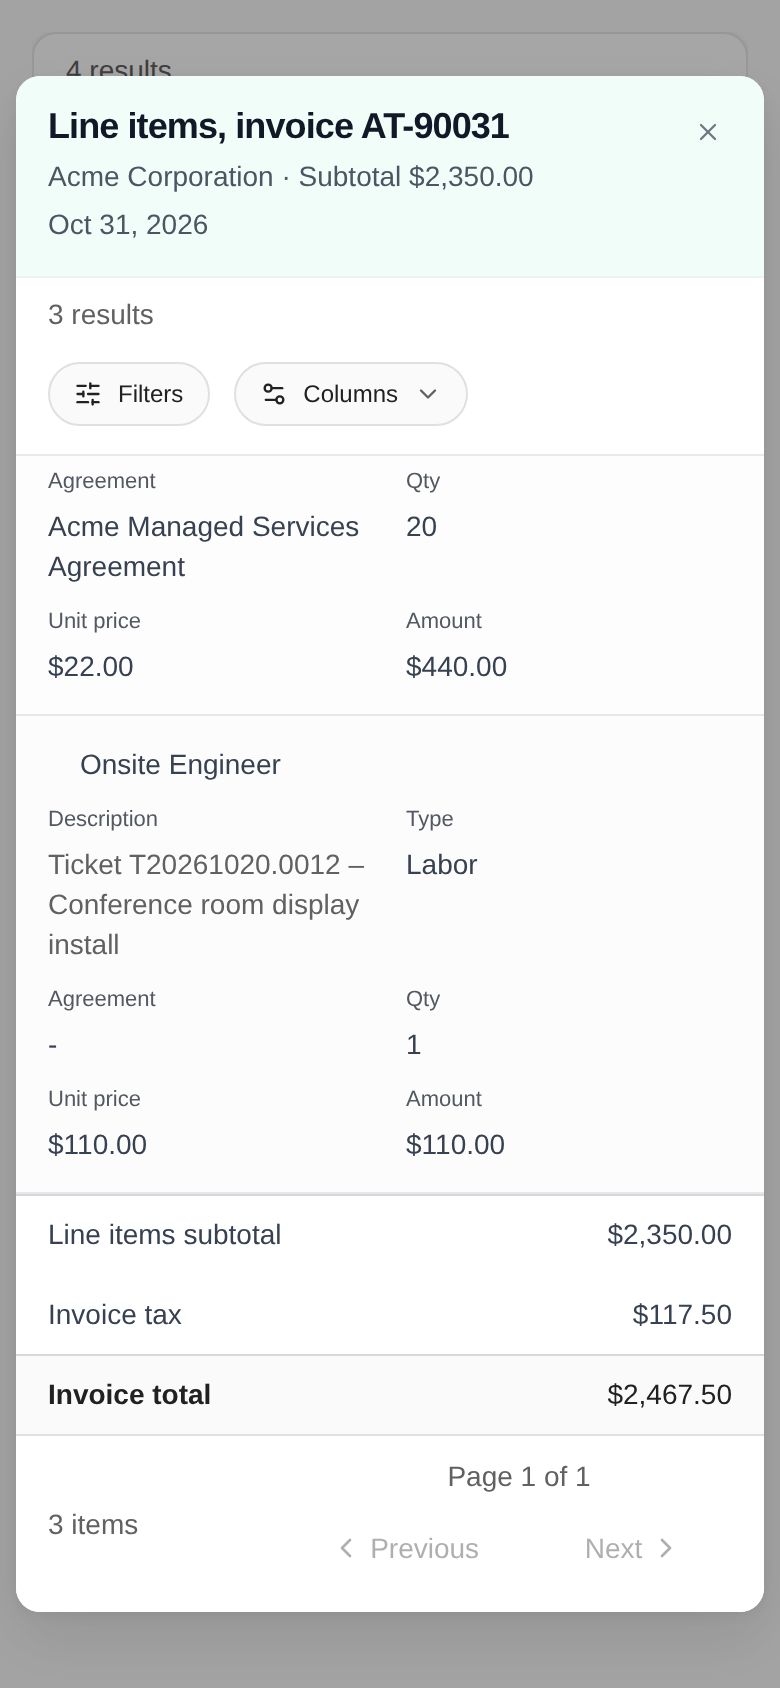 4 results
Line items, invoice AT-90031
Acme Corporation · Subtotal $2,350.00
Oct 31, 2026
3 results
Filters
Columns
Agreement
Qty
Acme Managed Services
Agreement
20
Unit price
Amount
$22.00
$440.00
Onsite Engineer
Description
Type
Ticket T20261020.0012 –
Conference room display
install
Labor
Agreement
Qty
-
1
Unit price
Amount
$110.00
$110.00
Line items subtotal
$2,350.00
Invoice tax
$117.50
Invoice total
$2,467.50
Page 1 of 1
3 items
Previous
Next